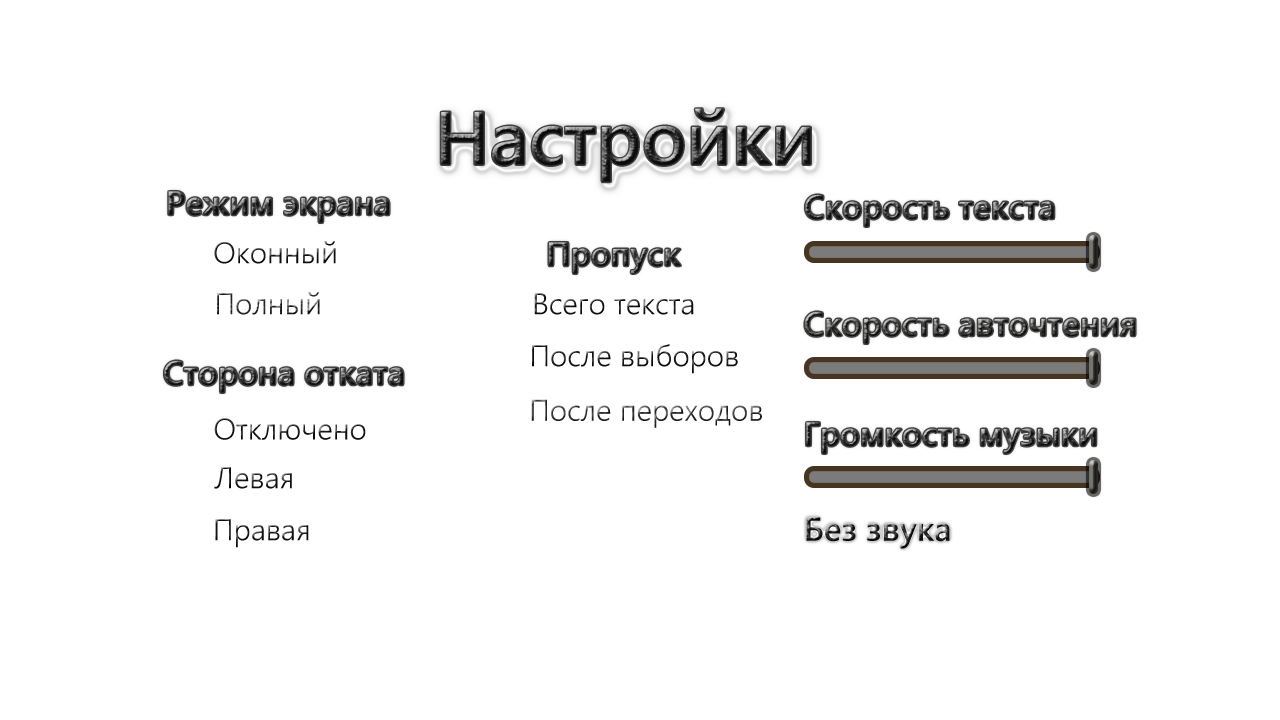 Настройки
Режим экрана
Оконный
Полный
Сторона отката
Отключено
Левая
Правая
Пропуск
Всего текста
После выборов
После переходов
Скорость текста
Скорость авточтения
Громкость музыки
Без звука